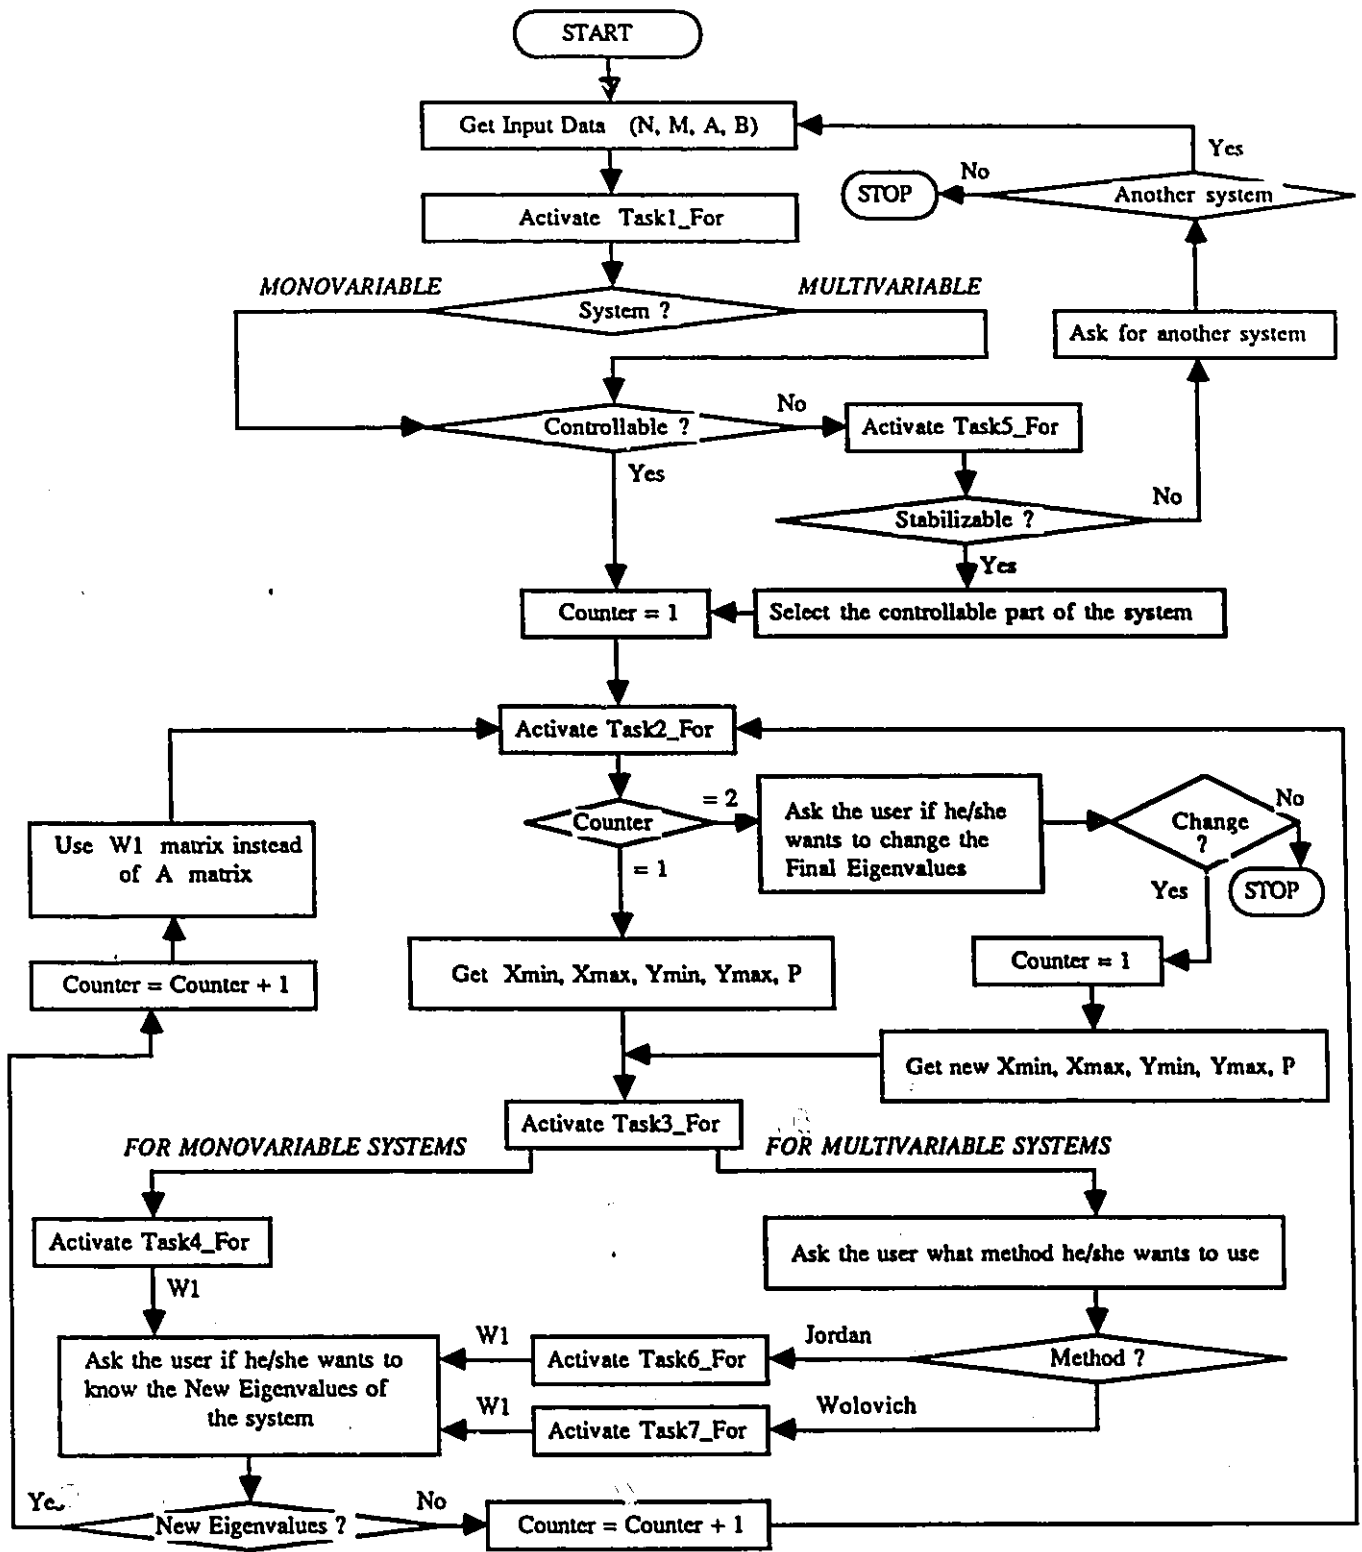 START
Get Input Data (N, M, A, B)
Yes
No
STOP
Another system
Activate Task1_For
MONOVARIABLE
MULTIVARIABLE
System ?
Ask for another system
No
Controllable ?
Activate Task5_For
Yes
No
Stabilizable ?
Yes
Counter = 1
Select the controllable part of the system
Activate Task2_For
= 2
Counter
Ask the user if he/she
wants to change the
Final Eigenvalues
No
Change
?
Use W1 matrix instead
of A matrix
= 1
Yes
STOP
Get Xmin, Xmax, Ymin, Ymax, P
Counter = 1
Counter = Counter + 1
Get new Xmin, Xmax, Ymin, Ymax, P
Activate Task3_For
FOR MONOVARIABLE SYSTEMS
FOR MULTIVARIABLE SYSTEMS
Activate Task4_For
Ask the user what method he/she wants to use
W1
W1
Jordan
Ask the user if he/she wants to
know the New Eigenvalues of
the system
Activate Task6_For
Method ?
W1
Wolovich
Activate Task7_For
Yes
No
New Eigenvalues ?
Counter = Counter + 1